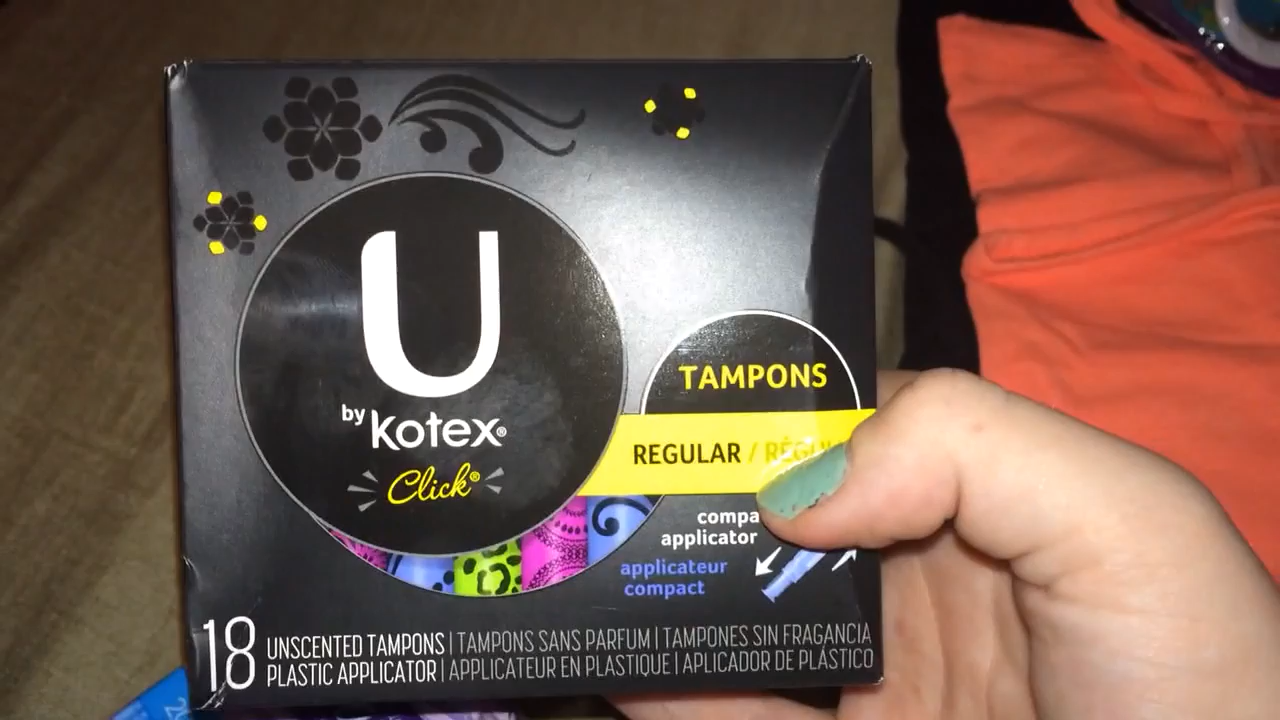 U
by kotex®
Click®
TAMPONS
REGULAR /
applicator
applicateur
compact
18 UNSCENTED TAMPONS | TAMPONS SANS PARFUM | TAMPONES SIN FRAGANCIA
PLASTIC APPLICATOR | APPLICATEUR EN PLASTIQUE | APLICADOR DE PLÁSTICO